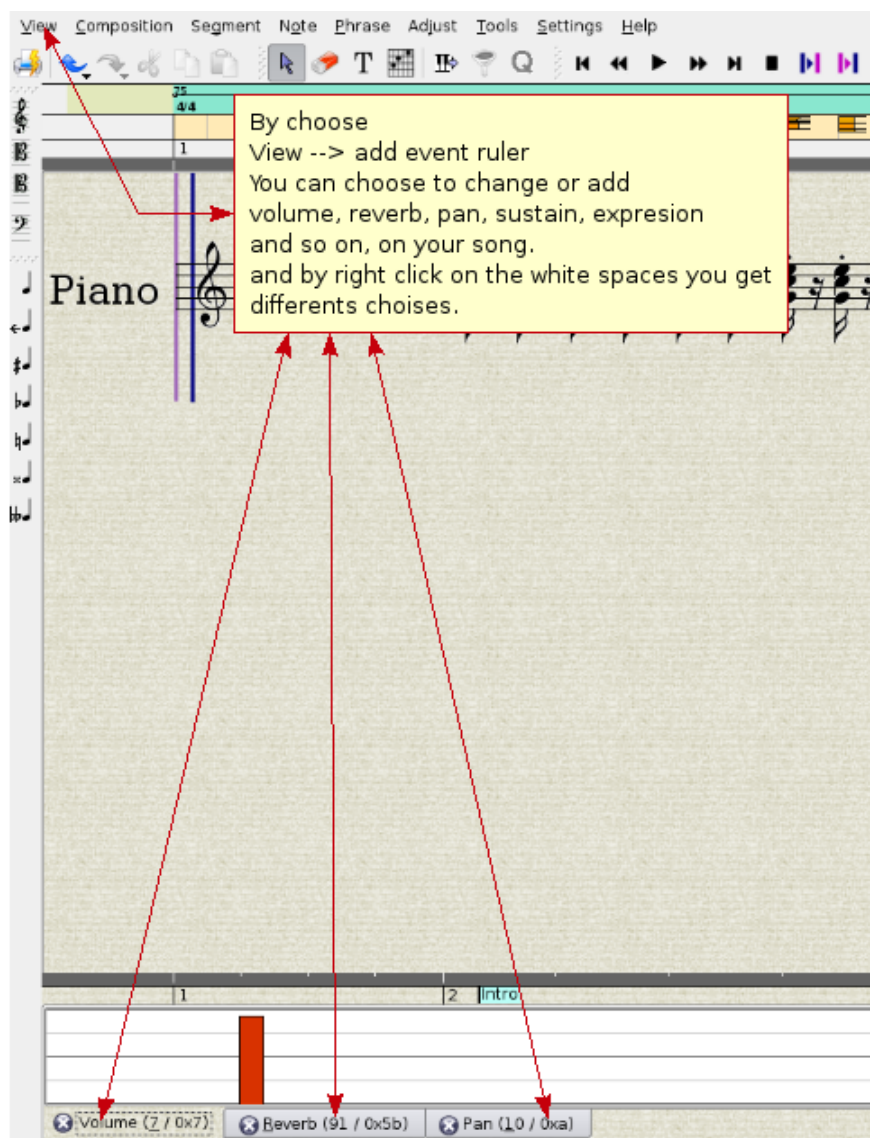 View Composition Segment Note Phrase Adjust Tools Settings Help
T Q
75
4/4
1
By choose
View --> add event ruler
You can choose to change or add
volume, reverb, pan, sustain, expresion
and so on, on your song.
and by right click on the white spaces you get
differents choises.
Piano
1 2 Intro
Volume (7 / 0x7) Reverb (91 / 0x5b) Pan (10 / 0xa)